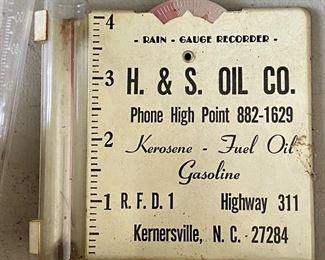 4
- RAIN - GAUGE RECORDER -
3 H. & S. OIL CO.
Phone High Point 882-1629
2 Kerosene - Fuel Oil
Gasoline
1 R. F. D. 1 Highway 311
Kernersville, N. C. - 27284